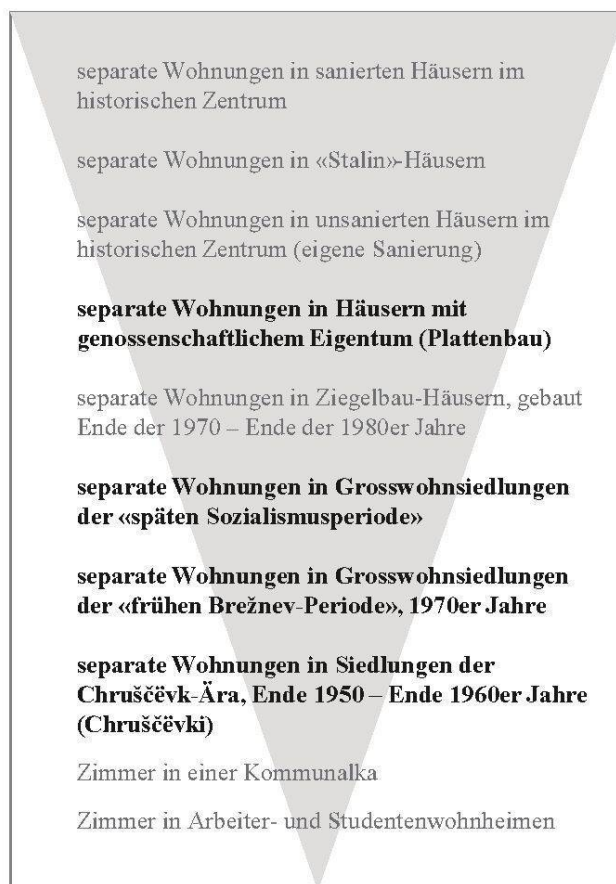 separate Wohnungen in sanierten Häusern im
historischen Zentrum
separate Wohnungen in «Stalin»-Häusern
separate Wohnungen in unsanierten Häusern im
historischen Zentrum (eigene Sanierung)
separate Wohnungen in Häusern mit
genossenschaftlichem Eigentum (Plattenbau)
separate Wohnungen in Ziegelbau-Häusern, gebaut
Ende der 1970 – Ende der 1980er Jahre
separate Wohnungen in Grosswohnsiedlungen
der «späten Sozialismusperiode»
separate Wohnungen in Grosswohnsiedlungen
der «frühen Brežnev-Periode», 1970er Jahre
separate Wohnungen in Siedlungen der
Chruščëvk-Ära, Ende 1950 – Ende 1960er Jahre
(Chruščëvki)
Zimmer in einer Kommunalka
Zimmer in Arbeiter- und Studentenwohnheimen